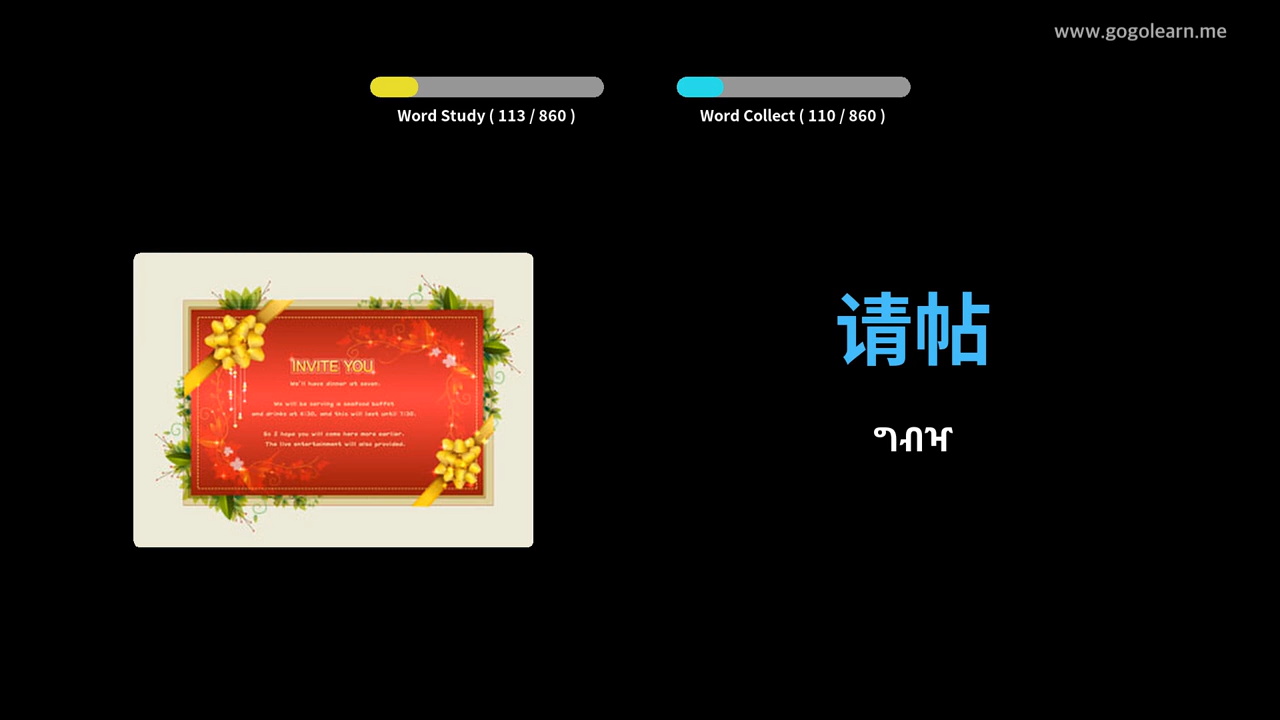 www.gogolearn.me
Word Study ( 113 / 860 )
Word Collect ( 110 / 860 )
INVITE YOU
We'll have dinner at seven.
We will be serving a seafood buffet
and drinks at 6:30, and this will last until 7:30.
So I hope you will come here more earlier.
The live entertainment will also provided.
请帖
ግብዣ